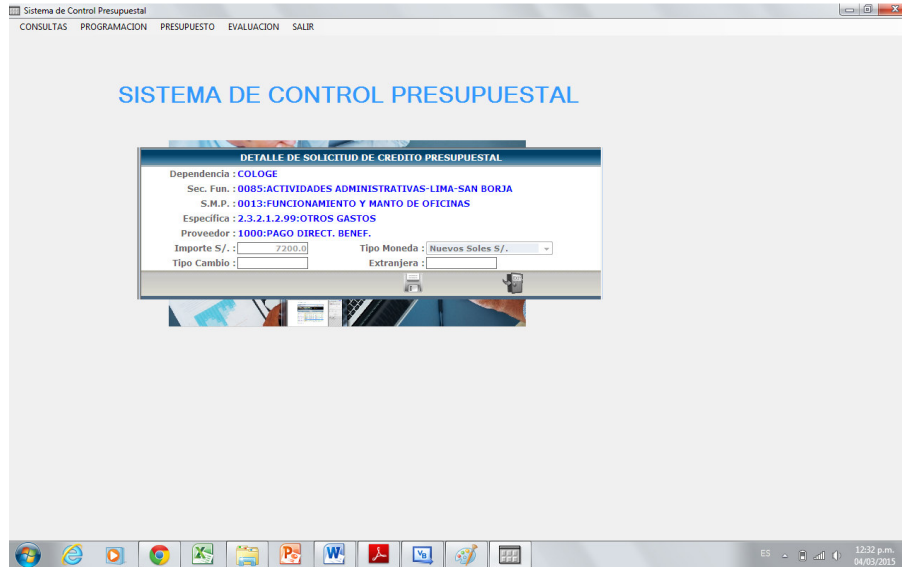 Sistema de Control Presupuestal
CONSULTAS PROGRAMACION PRESUPUESTO EVALUACION SALIR
SISTEMA DE CONTROL PRESUPUESTAL
DETALLE DE SOLICITUD DE CREDITO PRESUPUESTAL
Dependencia : COLOGE
Sec. Fun. : 0085:ACTIVIDADES ADMINISTRATIVAS-LIMA-SAN BORJA
S.M.P. : 0013:FUNCIONAMIENTO Y MANTO DE OFICINAS
Específica : 2.3.2.1.2.99:OTROS GASTOS
Proveedor : 1000:PAGO DIRECT. BENEF.
Importe S/. : 7200.0 Tipo Moneda : Nuevos Soles S/.
Tipo Cambio : Extranjera :
ES 12:32 p.m.
04/03/2015